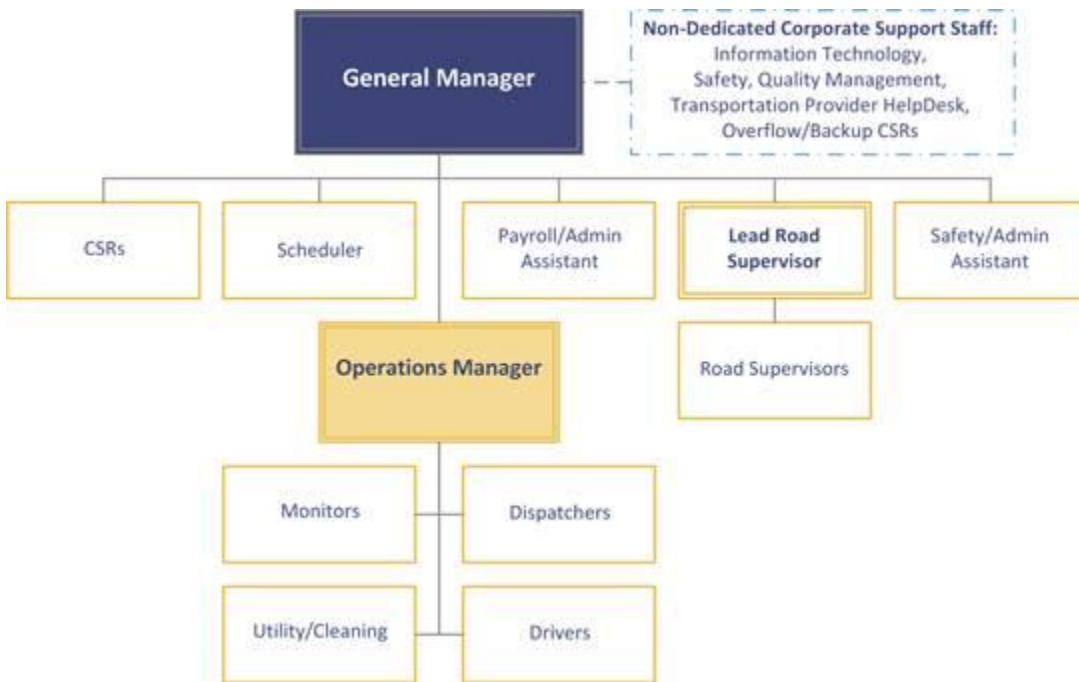 Non-Dedicated Corporate Support Staff:
Information Technology,
Safety, Quality Management,
Transportation Provider HelpDesk,
Overflow/Backup CSRs
General Manager
CSRs
Scheduler
Payroll/Admin
Assistant
Lead Road
Supervisor
Safety/Admin
Assistant
Operations Manager
Road Supervisors
Monitors
Dispatchers
Utility/Cleaning
Drivers